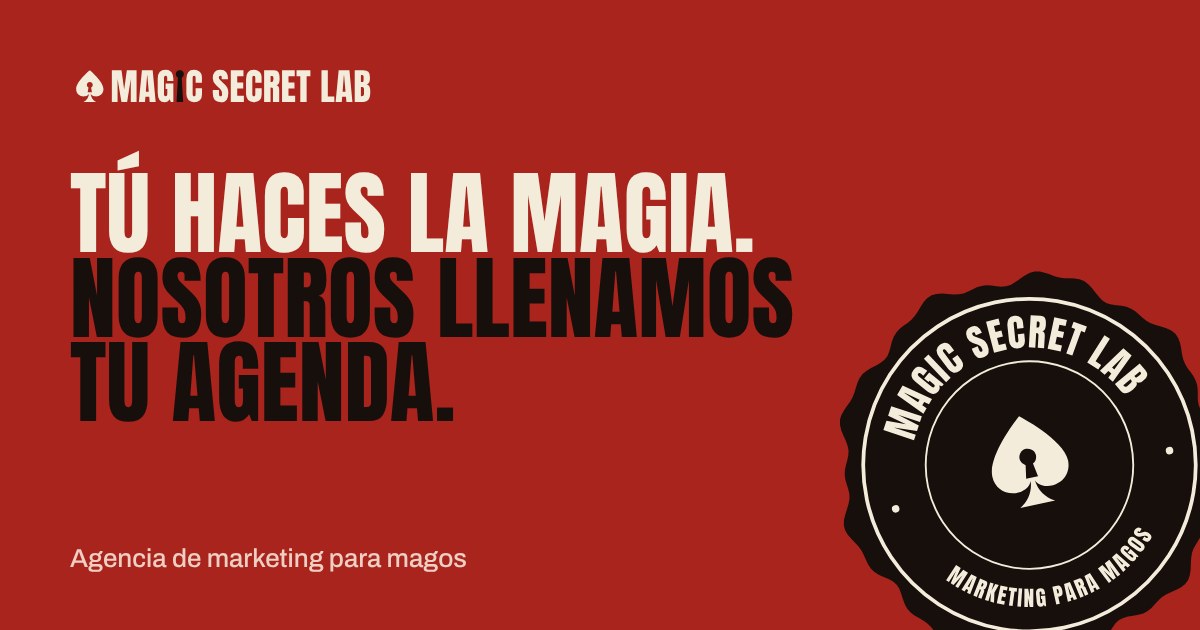 MAGIC SECRET LAB
TÚ HACES LA MAGIA.
NOSOTROS LLENAMOS
TU AGENDA.
Agencia de marketing para magos
MAGIC SECRET LAB
MARKETING PARA MAGOS